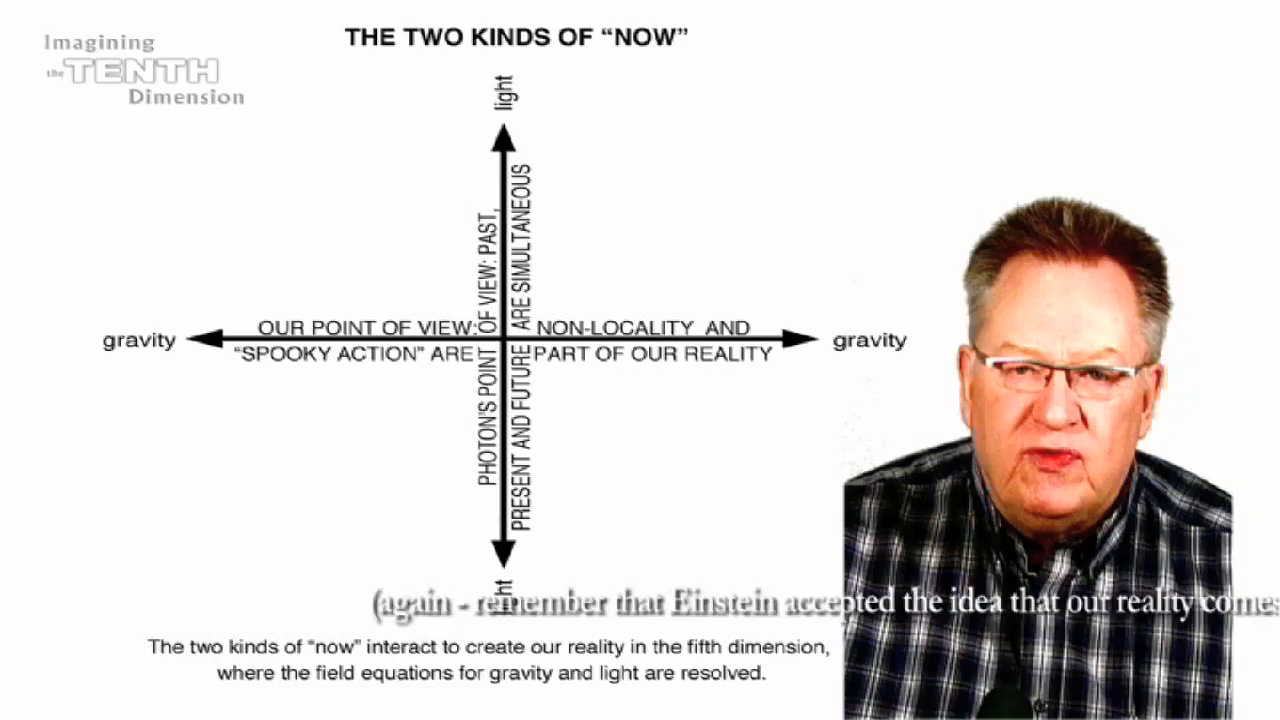 Imagining
the TENTH
Dimension
THE TWO KINDS OF “NOW”
light
PHOTON'S POINT OF VIEW: PAST,
PRESENT AND FUTURE ARE SIMULTANEOUS
gravity
OUR POINT OF VIEW: NON-LOCALITY AND
“SPOOKY ACTION” ARE PART OF OUR REALITY
gravity
(again - remember that Einstein accepted the idea that our reality comes
The two kinds of “now” interact to create our reality in the fifth dimension,
where the field equations for gravity and light are resolved.